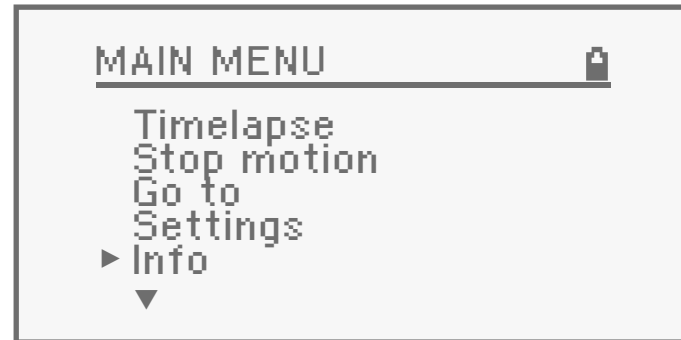 MAIN MENU
Timelapse
Stop motion
Go to
Settings
Info